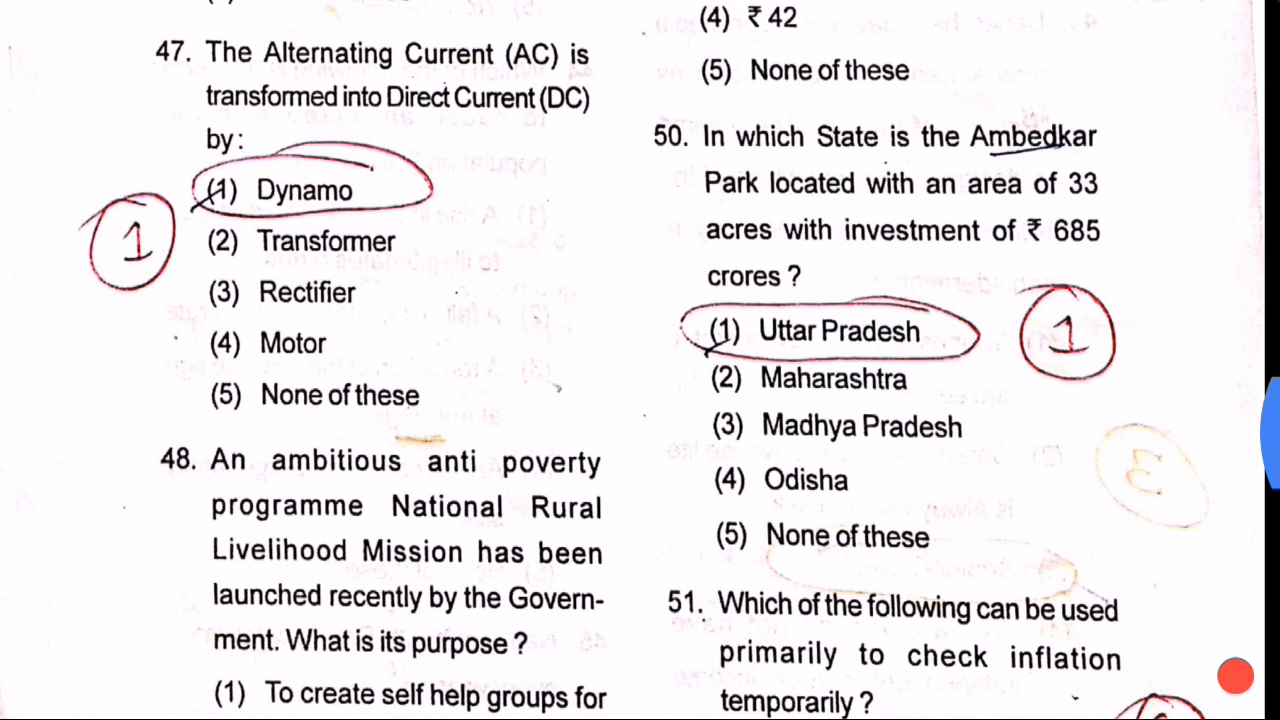 47. The Alternating Current (AC) is
transformed into Direct Current (DC)
by :
(1) Dynamo
1
(2) Transformer
(3) Rectifier
(4) Motor
(5) None of these
48. An ambitious anti poverty
programme National Rural
Livelihood Mission has been
launched recently by the Govern-
ment. What is its purpose ?
(1) To create self help groups for
(4) ₹ 42
(5) None of these
50. In which State is the Ambedkar
Park located with an area of 33
acres with investment of ₹ 685
crores ?
(1) Uttar Pradesh
1
(2) Maharashtra
(3) Madhya Pradesh
(4) Odisha
(5) None of these
51. Which of the following can be used
primarily to check inflation
temporarily ?